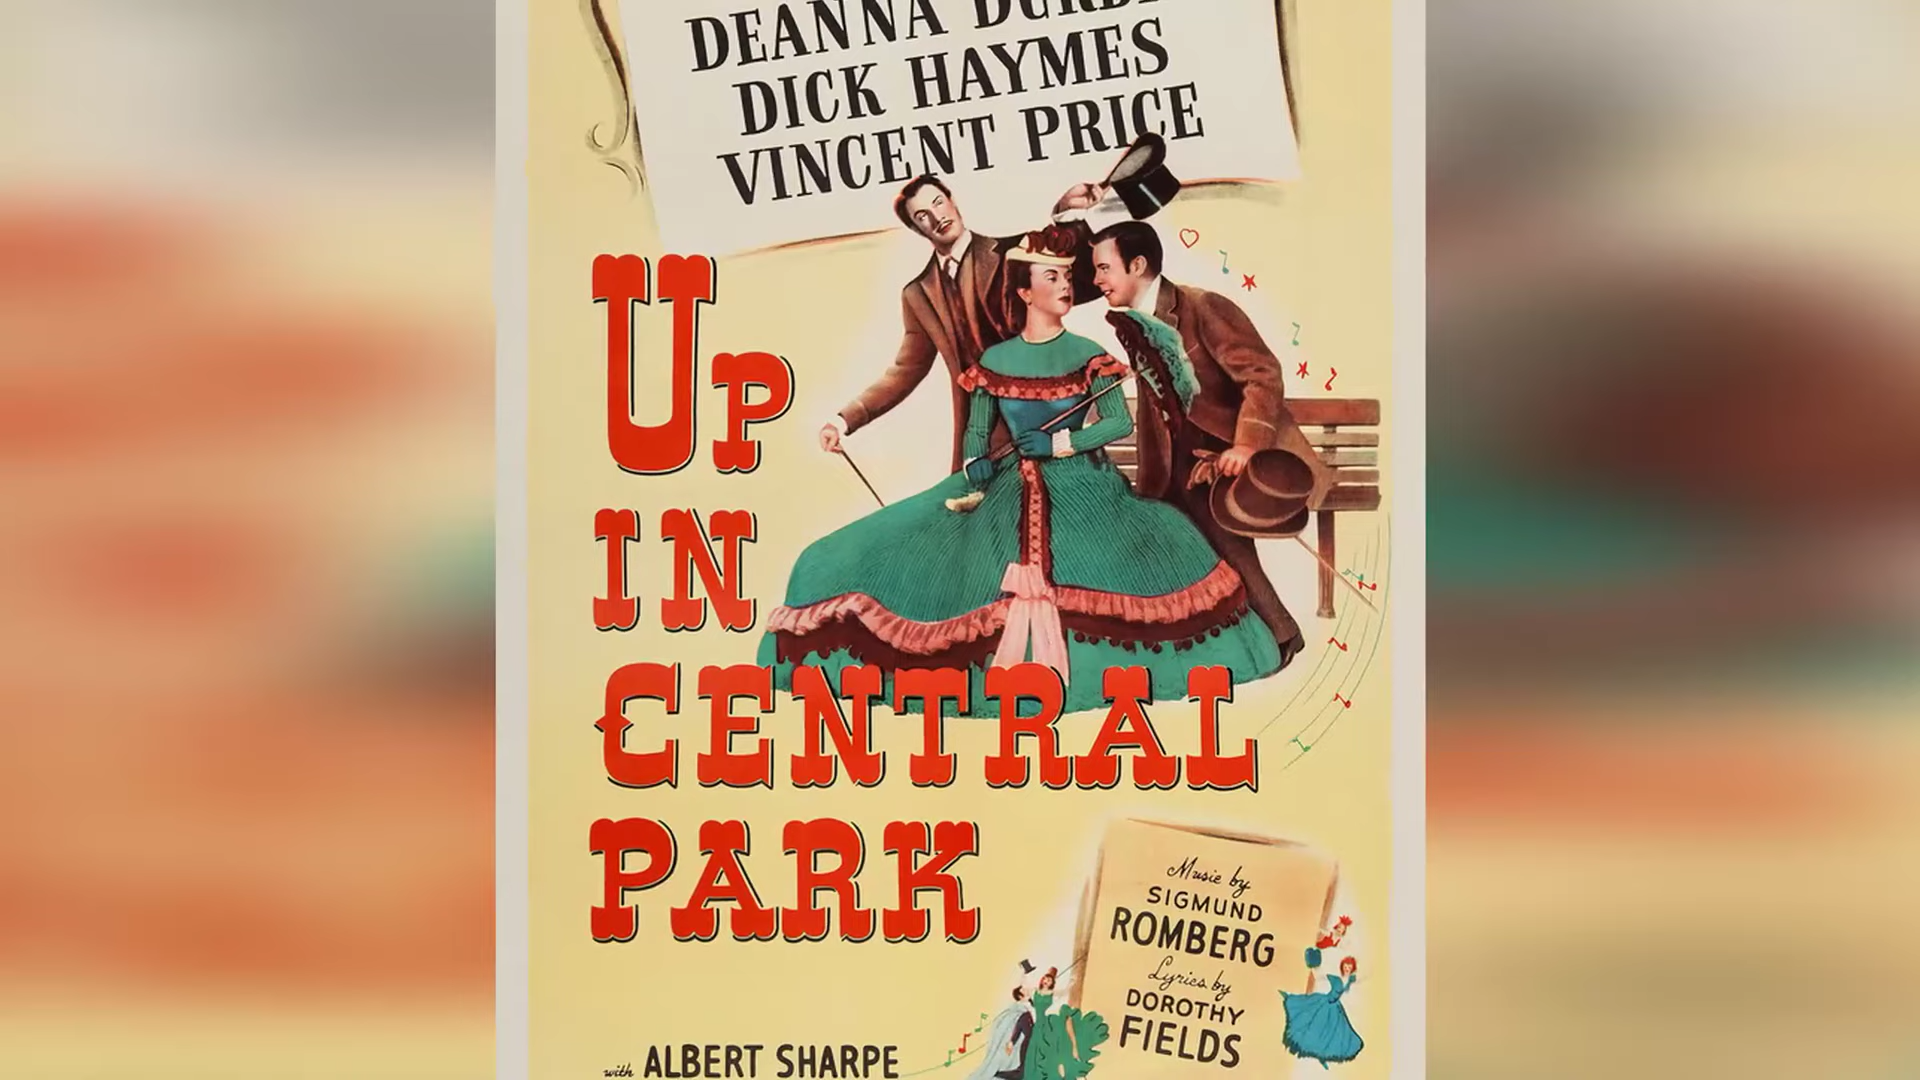 DEANNA
DICK HAYMES
VINCENT PRICE
UP
IN
CENTRAL
PARK
Music by
SIGMUND
ROMBERG
Lyrics by
DOROTHY
FIELDS
with ALBERT SHARPE